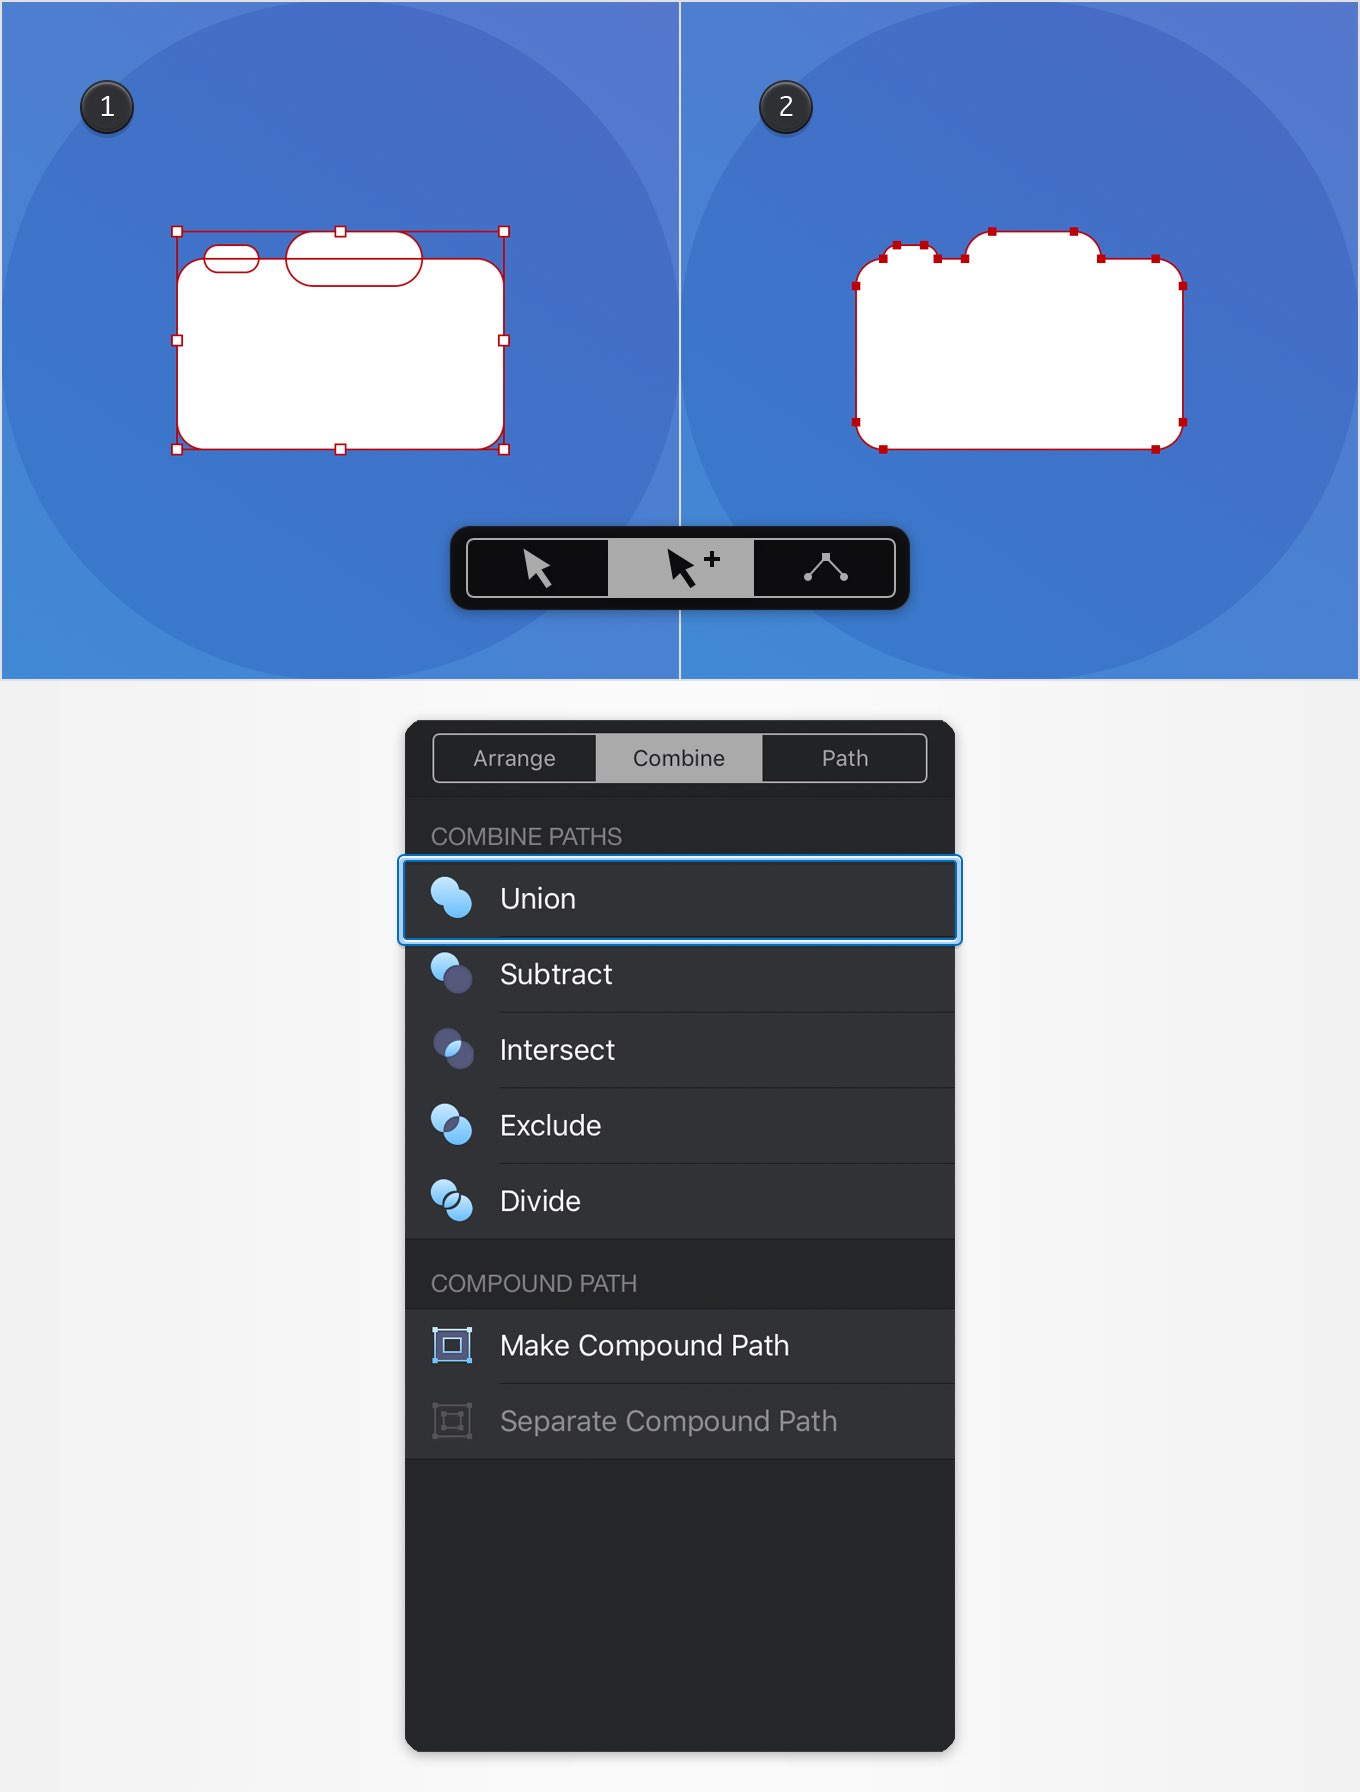 1
2
Arrange
Combine
Path
COMBINE PATHS
Union
Subtract
Intersect
Exclude
Divide
COMPOUND PATH
Make Compound Path
Separate Compound Path